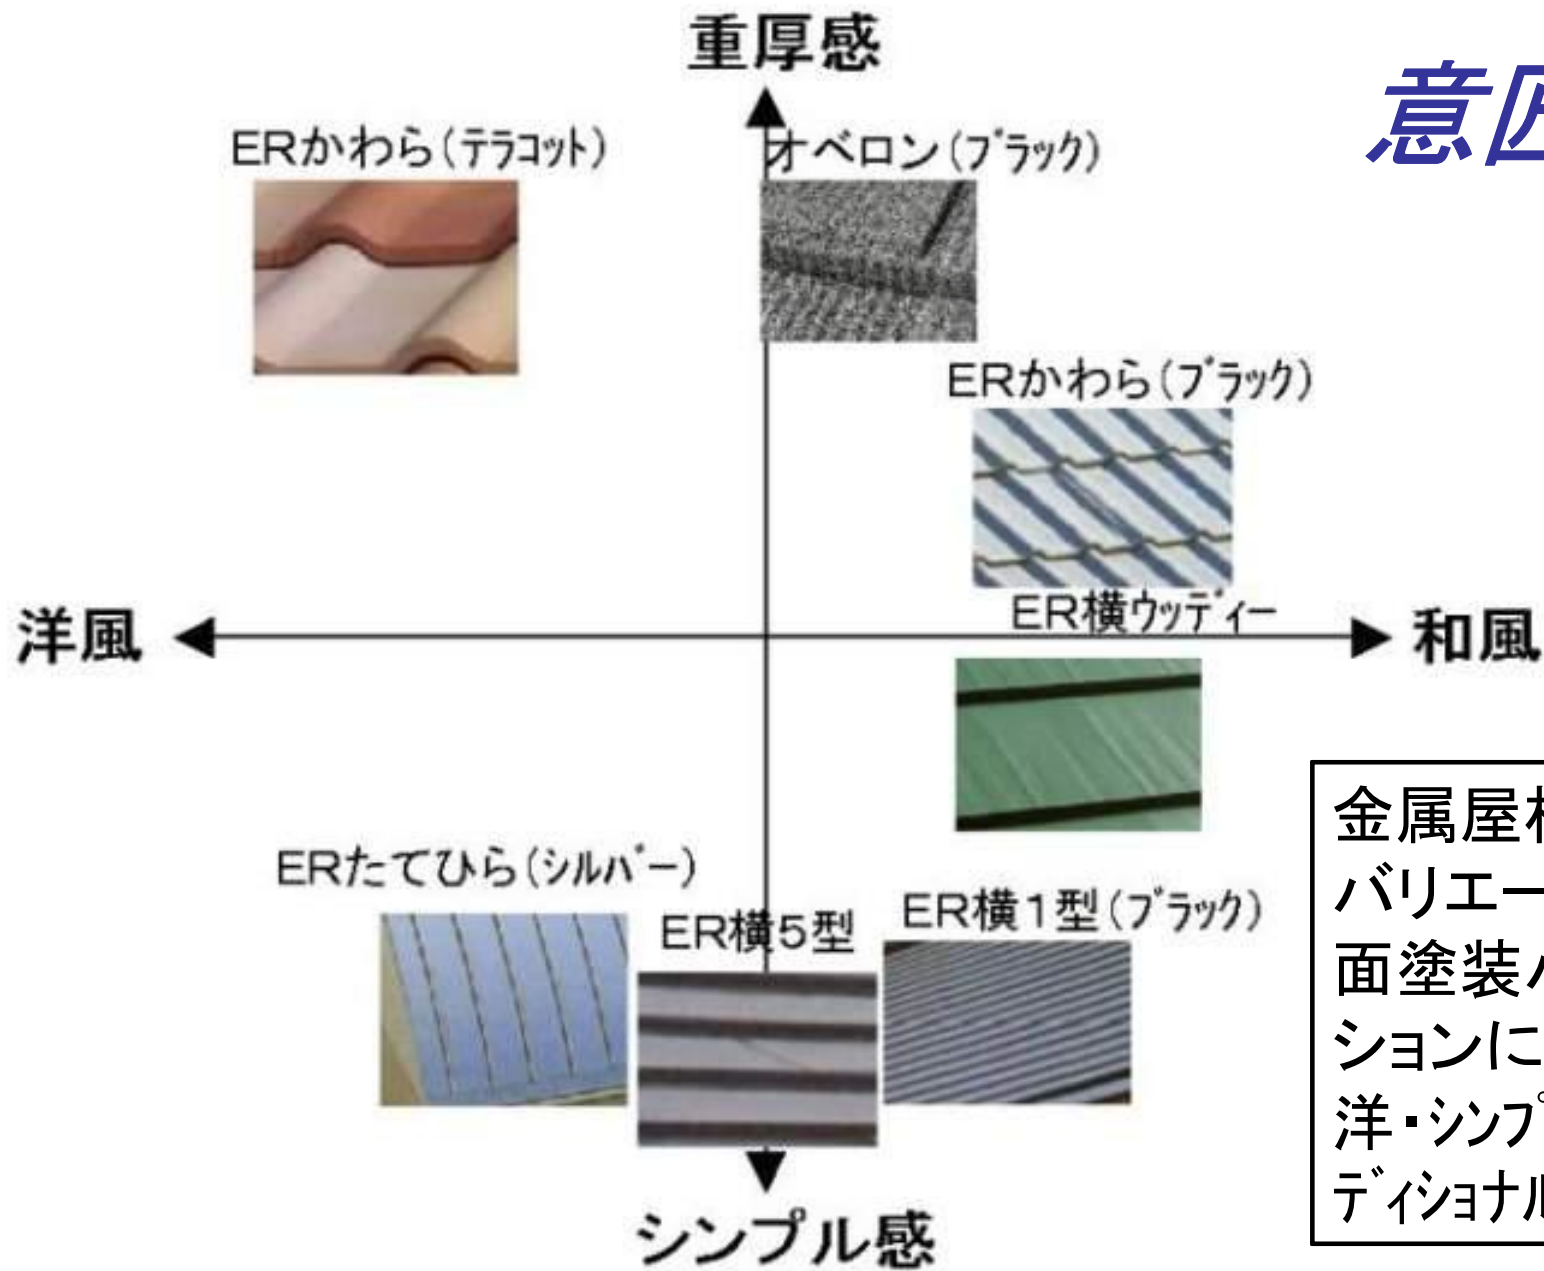 重厚感
意匠
ERかわら(テラコット)
オベロン(ブラック)
ERかわら(ブラック)
ER横ウッディー
洋風
和風
金属屋根
バリエー
面塗装バ
ションに
洋・シンプ
ディショナル
ERたてひら(シルバー)
ER横5型
ER横1型(ブラック)
シンプル感